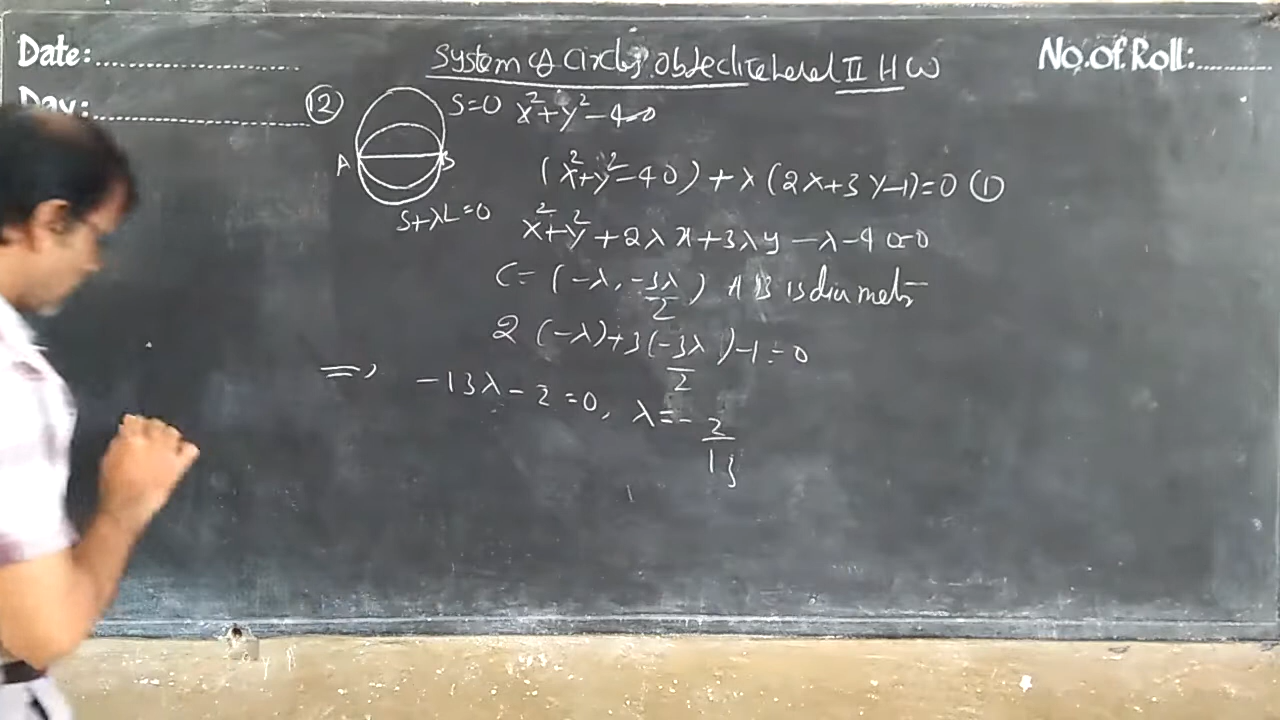 Date:
System of Circles Objective Level II HW
No.of.Roll:
Day:
(12) S=0 x²+y²-4=0
A B
(x²+y²-40)+λ(2x+3y-1)=0 (1)
S+λL=0
x²+y²+2λx+3λy-λ-40=0
C=(-λ, -3λ/2) AB is diameter
2(-λ)+3(-3λ/2)-1=0
=> -13λ-2=0, λ=-2/13